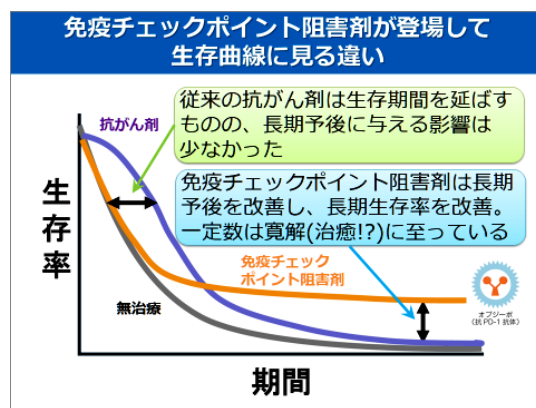 免疫チェックポイント阻害剤が登場して
生存曲線に見る違い
抗がん剤
従来の抗がん剤は生存期間を延ばす
ものの、長期予後に与える影響は
少なかった
免疫チェックポイント阻害剤は長期
予後を改善し、長期生存率を改善。
一定数は寛解(治癒!?)に至っている
生存率
免疫チェック
ポイント阻害剤
無治療
オプジーボ
(抗PD-1抗体)
期間